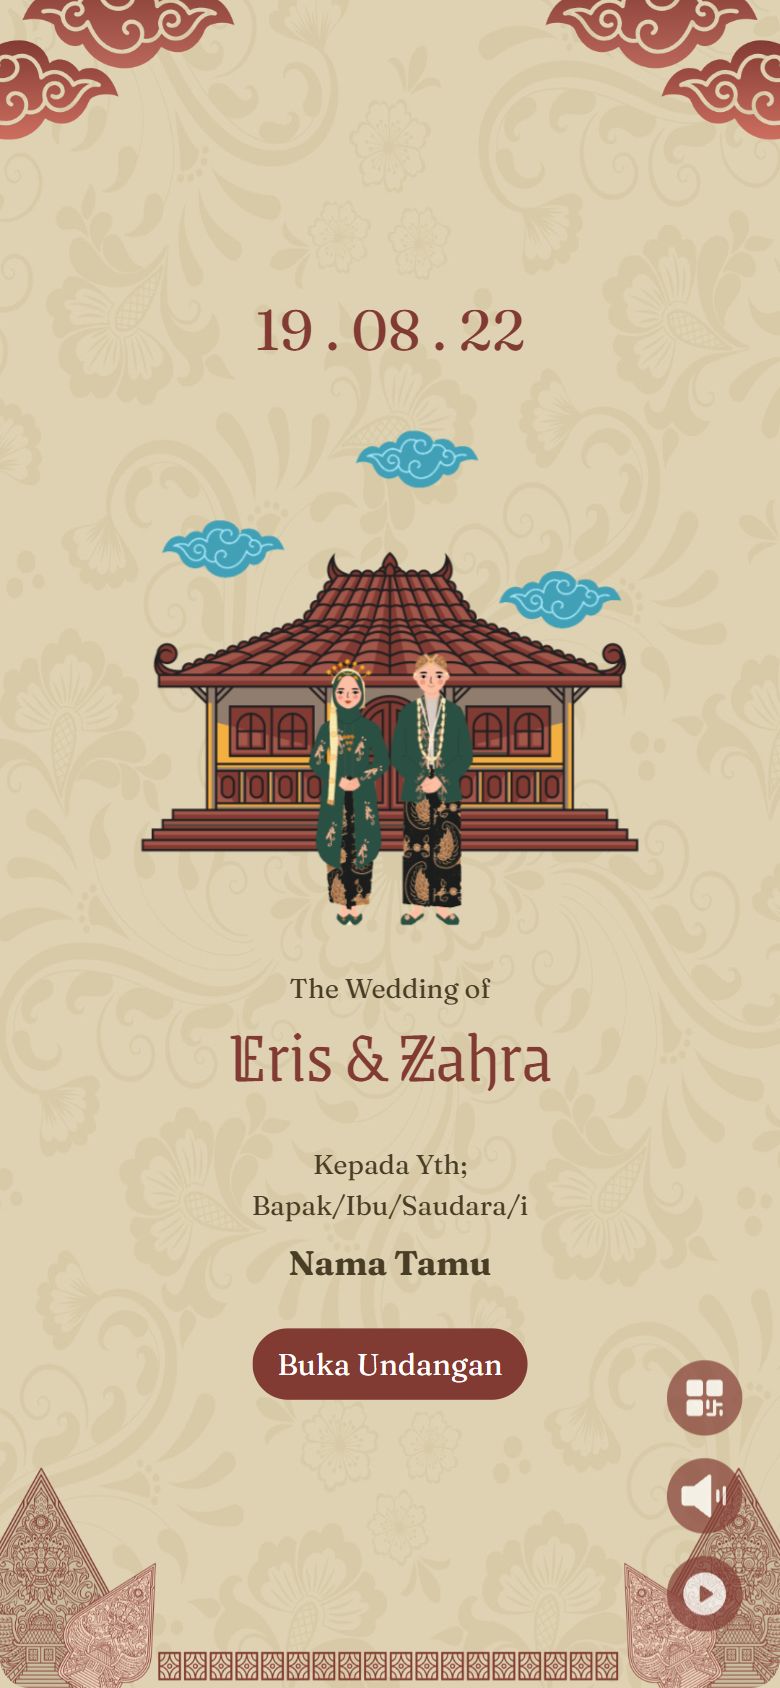 19 . 08 . 22
The Wedding of
Eris & Zahra
Kepada Yth;
Bapak/Ibu/Saudara/i
Nama Tamu
Buka Undangan